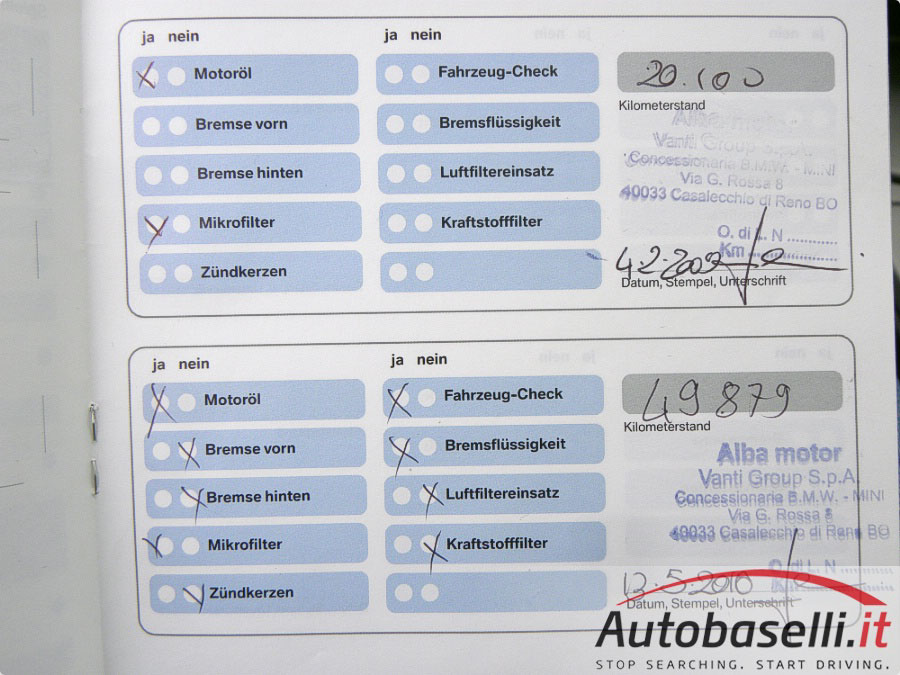 ja nein ja nein
Motoröl Fahrzeug-Check 20.100
Kilometerstand
Bremse vorn Bremsflüssigkeit Alba motor
Vanti Group S.p.A.
Bremse hinten Luftfiltereinsatz Concessionaria B.M.W. - MINI
Via G. Rossa 8
40033 Casalecchio di Reno BO
Mikrofilter Kraftstofffilter O. di L. N ............
Km ............
Zündkerzen 4.2.2009
Datum, Stempel, Unterschrift
ja nein ja nein
Motoröl Fahrzeug-Check 49879
Kilometerstand
Bremse vorn Bremsflüssigkeit Alba motor
Vanti Group S.p.A.
Bremse hinten Luftfiltereinsatz Concessionaria B.M.W. - MINI
Via G. Rossa 8
40033 Casalecchio di Reno BO
Mikrofilter Kraftstofffilter O. di L. N
Zündkerzen 12.5.2010
Datum, Stempel, Unterschrift
Autobaselli.it
STOP SEARCHING. START DRIVING.